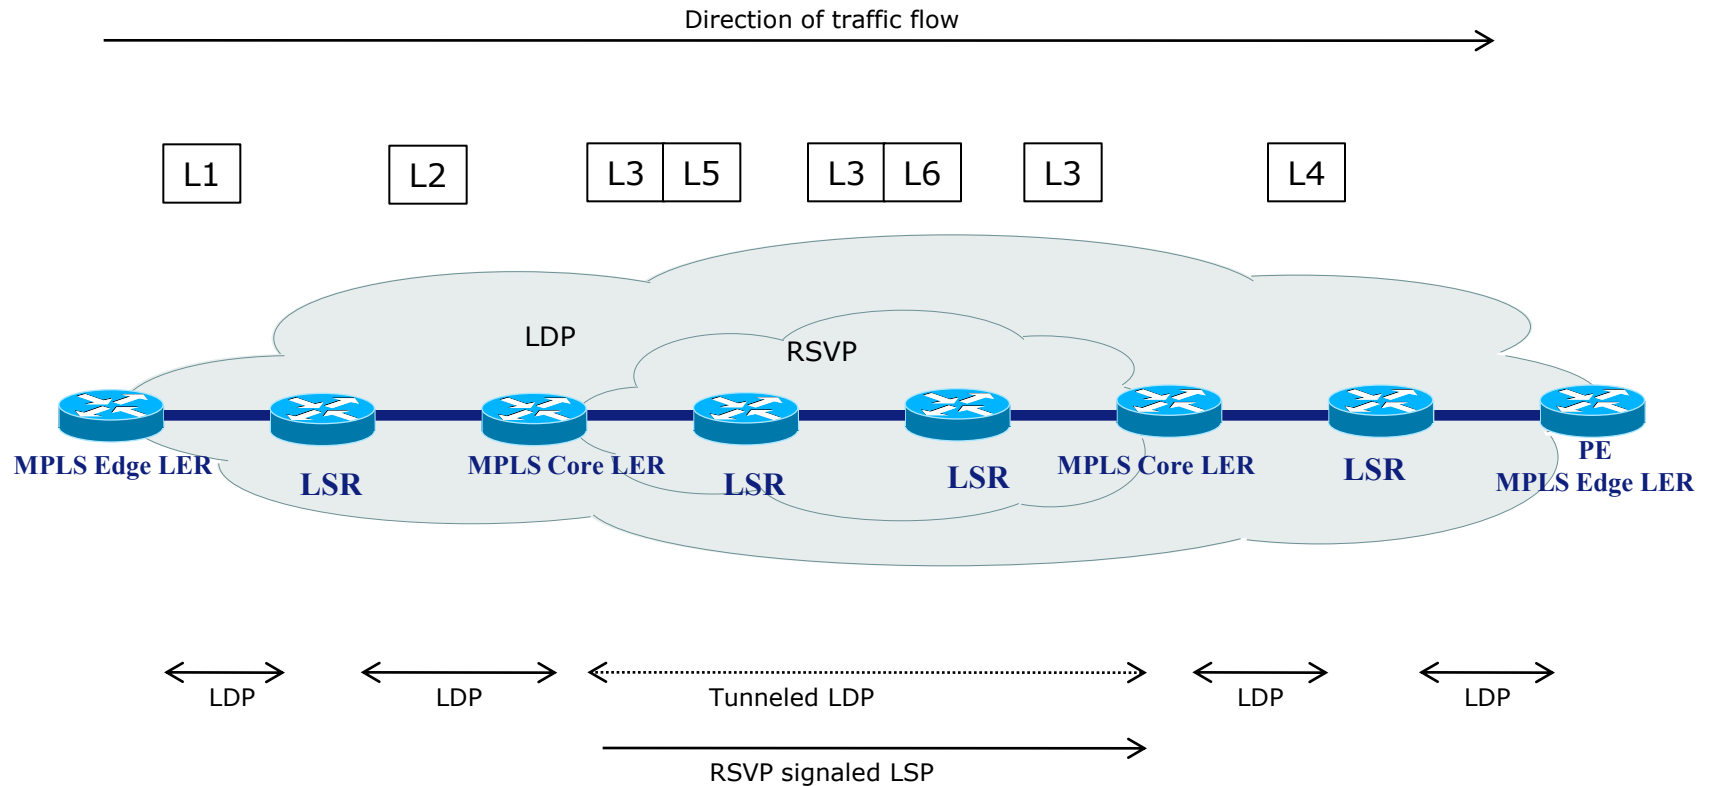 Direction of traffic flow
L1 L2 L3 L5 L3 L6 L3 L4
LDP
RSVP
MPLS Edge LER
LSR
MPLS Core LER
LSR
LSR
MPLS Core LER
LSR
PE
MPLS Edge LER
LDP LDP Tunneled LDP LDP LDP
RSVP signaled LSP